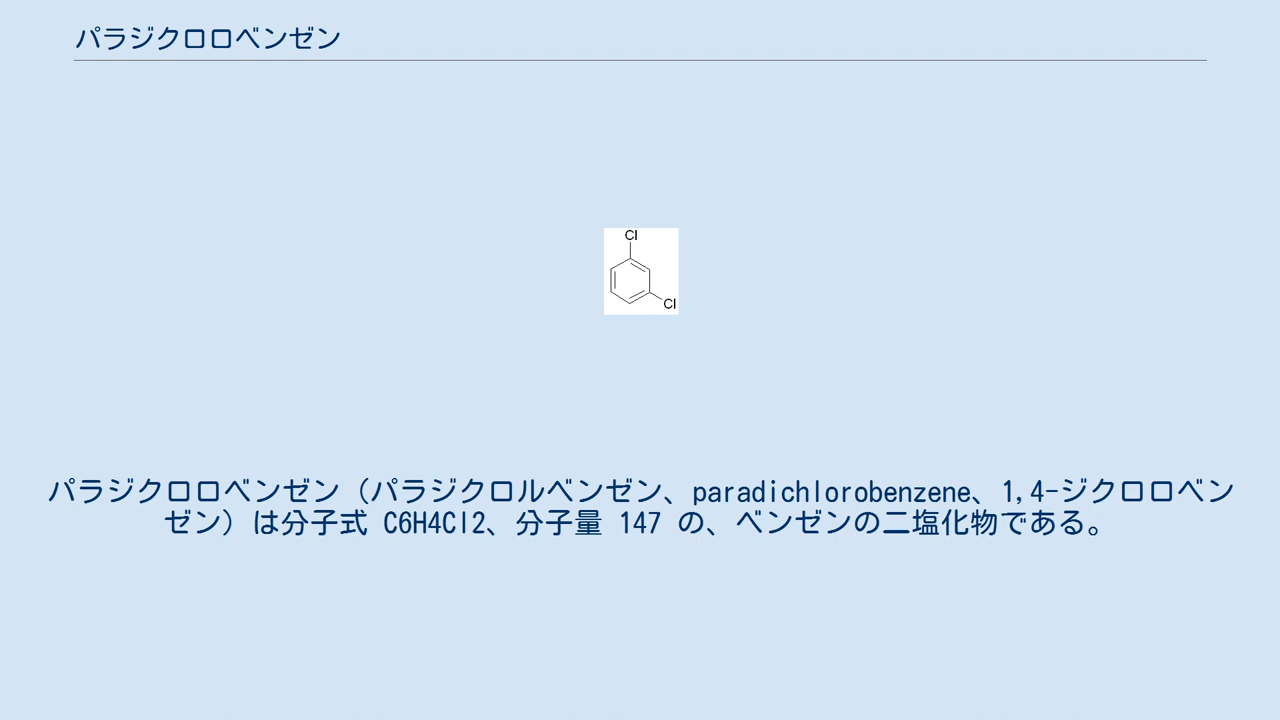 パラジクロロベンゼン
Cl
Cl
パラジクロロベンゼン（パラジクロルベンゼン、paradichlorobenzene、1,4-ジクロロベン
ゼン）は分子式 C6H4Cl2、分子量 147 の、ベンゼンの二塩化物である。